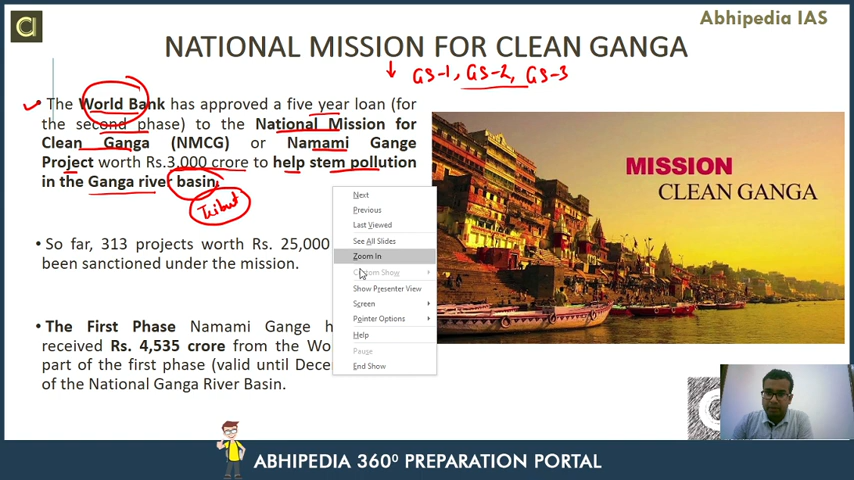 Abhipedia IAS
NATIONAL MISSION FOR CLEAN GANGA
GS-1, GS-2, GS-3
• The World Bank has approved a five year loan (for
the second phase) to the National Mission for
Clean Ganga (NMCG) or Namami Gange
Project worth Rs.3,000 crore to help stem pollution
in the Ganga river basin.
Tribut
MISSION
CLEAN GANGA
Next
Previous
Last Viewed
See All Slides
Zoom In
Custom Show
Show Presenter View
Screen
Pointer Options
Help
Pause
End Show
• So far, 313 projects worth Rs. 25,000
been sanctioned under the mission.
• The First Phase Namami Gange
received Rs. 4,535 crore from the
part of the first phase (valid until
of the National Ganga River Basin.
ABHIPEDIA 360⁰ PREPARATION PORTAL